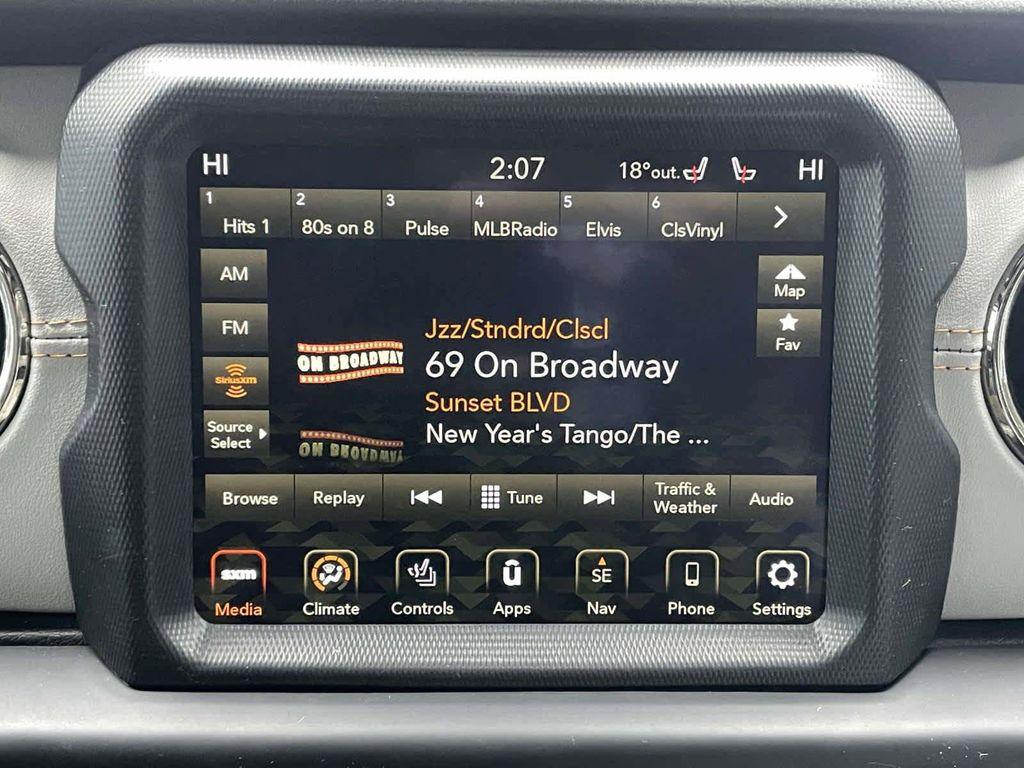 HI 2:07 18°out. HI
1 Hits 1 2 80s on 8 3 Pulse 4 MLBRadio 5 Elvis 6 ClsVinyl
AM
Map
FM
Fav
SiriusXM
Source
Select
ON BROADWAY
Jzz/Stndrd/Clscl
69 On Broadway
Sunset BLVD
New Year's Tango/The ...
ON BROADWAY
Browse Replay Tune Traffic &
Weather Audio
sxm SE
Media Climate Controls Apps Nav Phone Settings